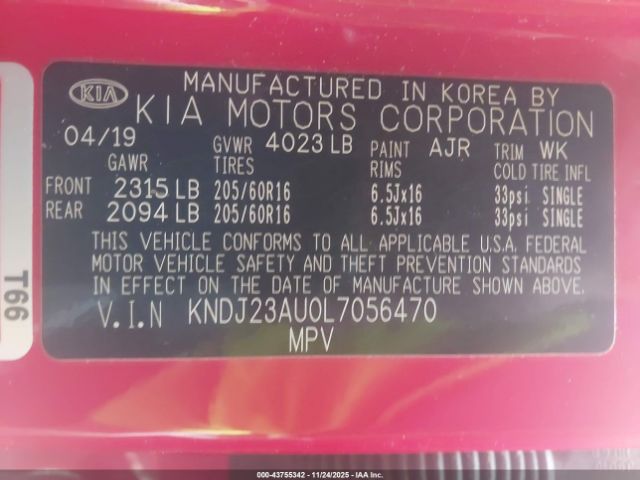 KIA MANUFACTURED IN KOREA BY
KIA MOTORS CORPORATION
04/19 GVWR 4023 LB PAINT AJR TRIM WK
GAWR TIRES RIMS COLD TIRE INFL
FRONT 2315 LB 205/60R16 6.5Jx16 33psi SINGLE
REAR 2094 LB 205/60R16 6.5Jx16 33psi SINGLE
THIS VEHICLE CONFORMS TO ALL APPLICABLE U.S.A. FEDERAL
MOTOR VEHICLE SAFETY AND THEFT PREVENTION STANDARDS
IN EFFECT ON THE DATE OF MANUFACTURE SHOWN ABOVE.
V.I.N KNDJ23AU0L7056470
MPV
T66
000-43755342 - 11/24/2025 - IAA Inc.